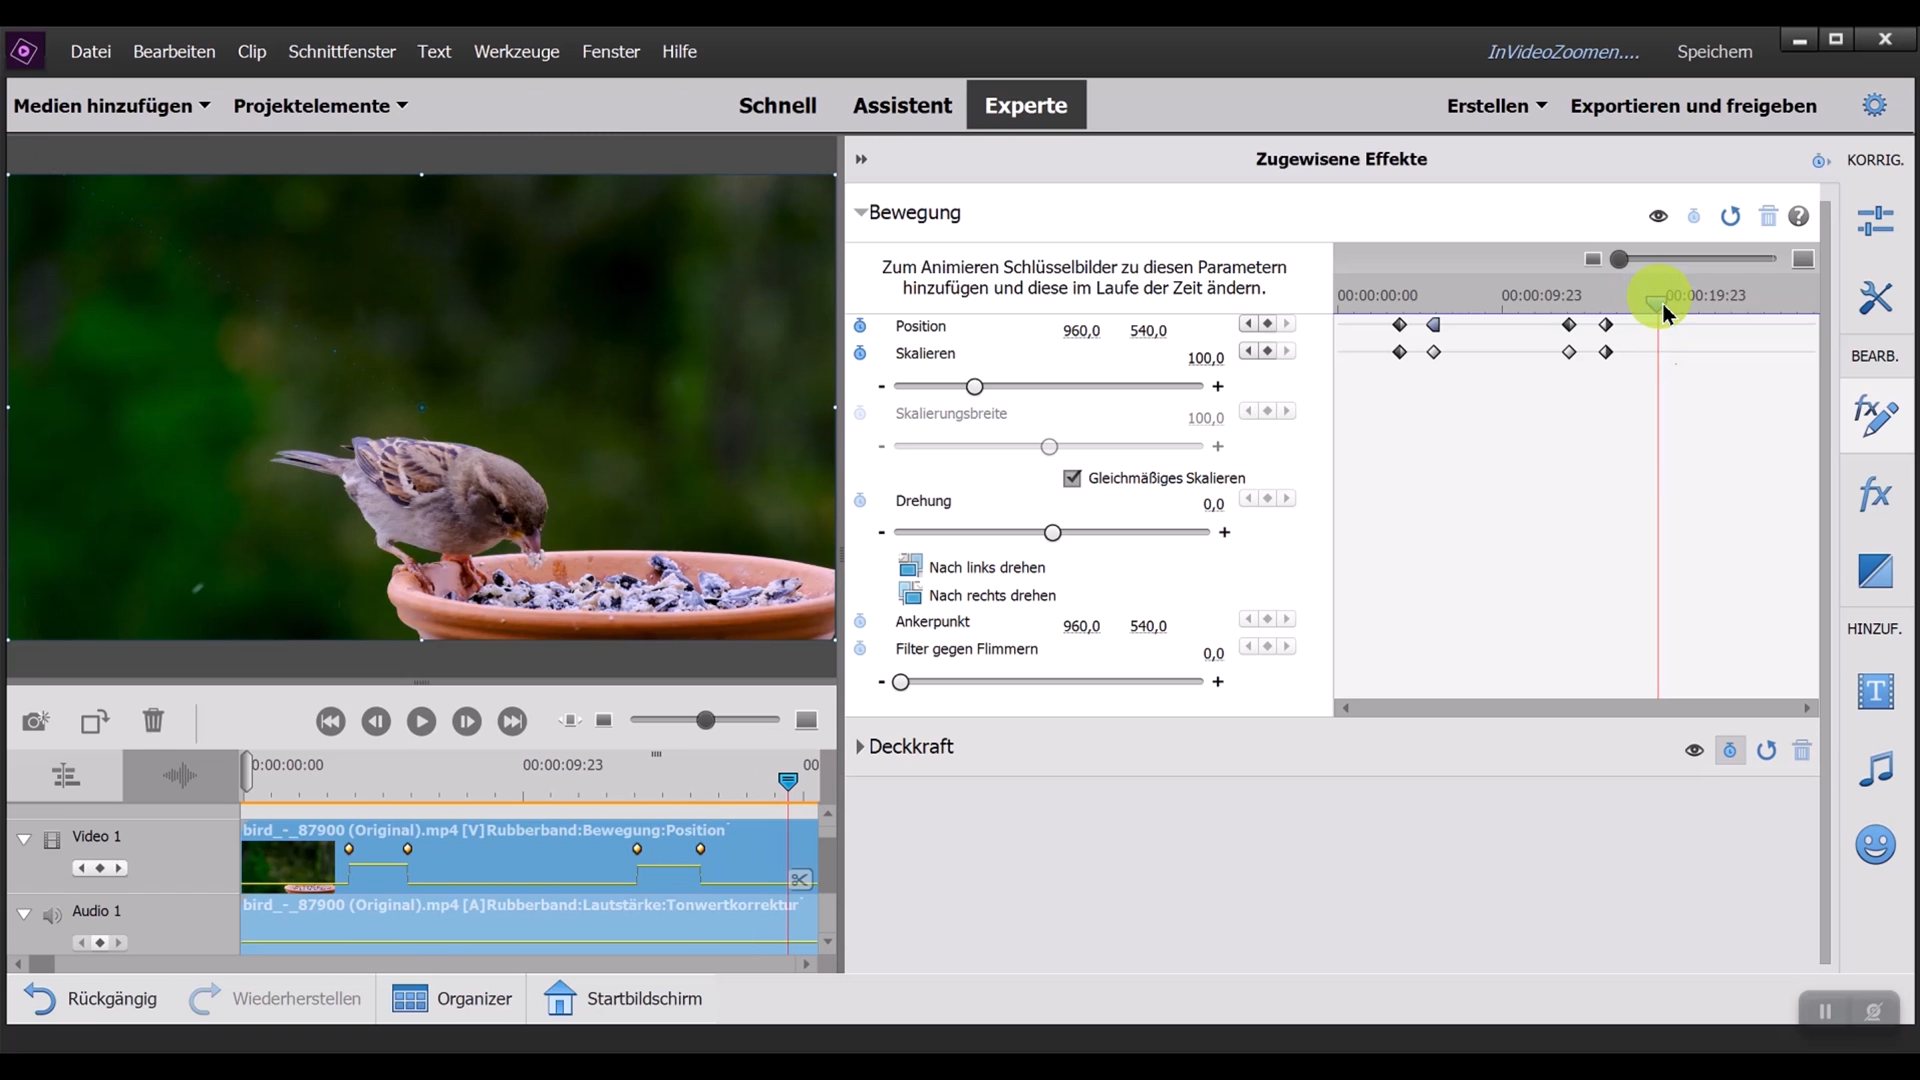 Datei Bearbeiten Clip Schnittfenster Text Werkzeuge Fenster Hilfe InVideoZoomen.... Speichern
Medien hinzufügen Projektelemente Schnell Assistent Experte Erstellen Exportieren und freigeben
Zugewisene Effekte KORRIG.
Bewegung
Zum Animieren Schlüsselbilder zu diesen Parametern
hinzufügen und diese im Laufe der Zeit ändern.
00:00:00:00 00:00:09:23 00:00:19:23
Position 960,0 540,0
Skalieren 100,0
- +
Skalierungsbreite 100,0
- +
Gleichmäßiges Skalieren
Drehung 0,0
- +
Nach links drehen
Nach rechts drehen
Ankerpunkt 960,0 540,0
Filter gegen Flimmern 0,0
- +
Deckkraft
BEARB.
fx
HINZUF.
T
0:00:00:00 00:00:09:23 00
Video 1
bird_-_87900 (Original).mp4 [V]Rubberband:Bewegung:Position
Audio 1
bird_-_87900 (Original).mp4 [A]Rubberband:Lautstärke:Tonwertkorrektur
Rückgängig Wiederherstellen Organizer Startbildschirm